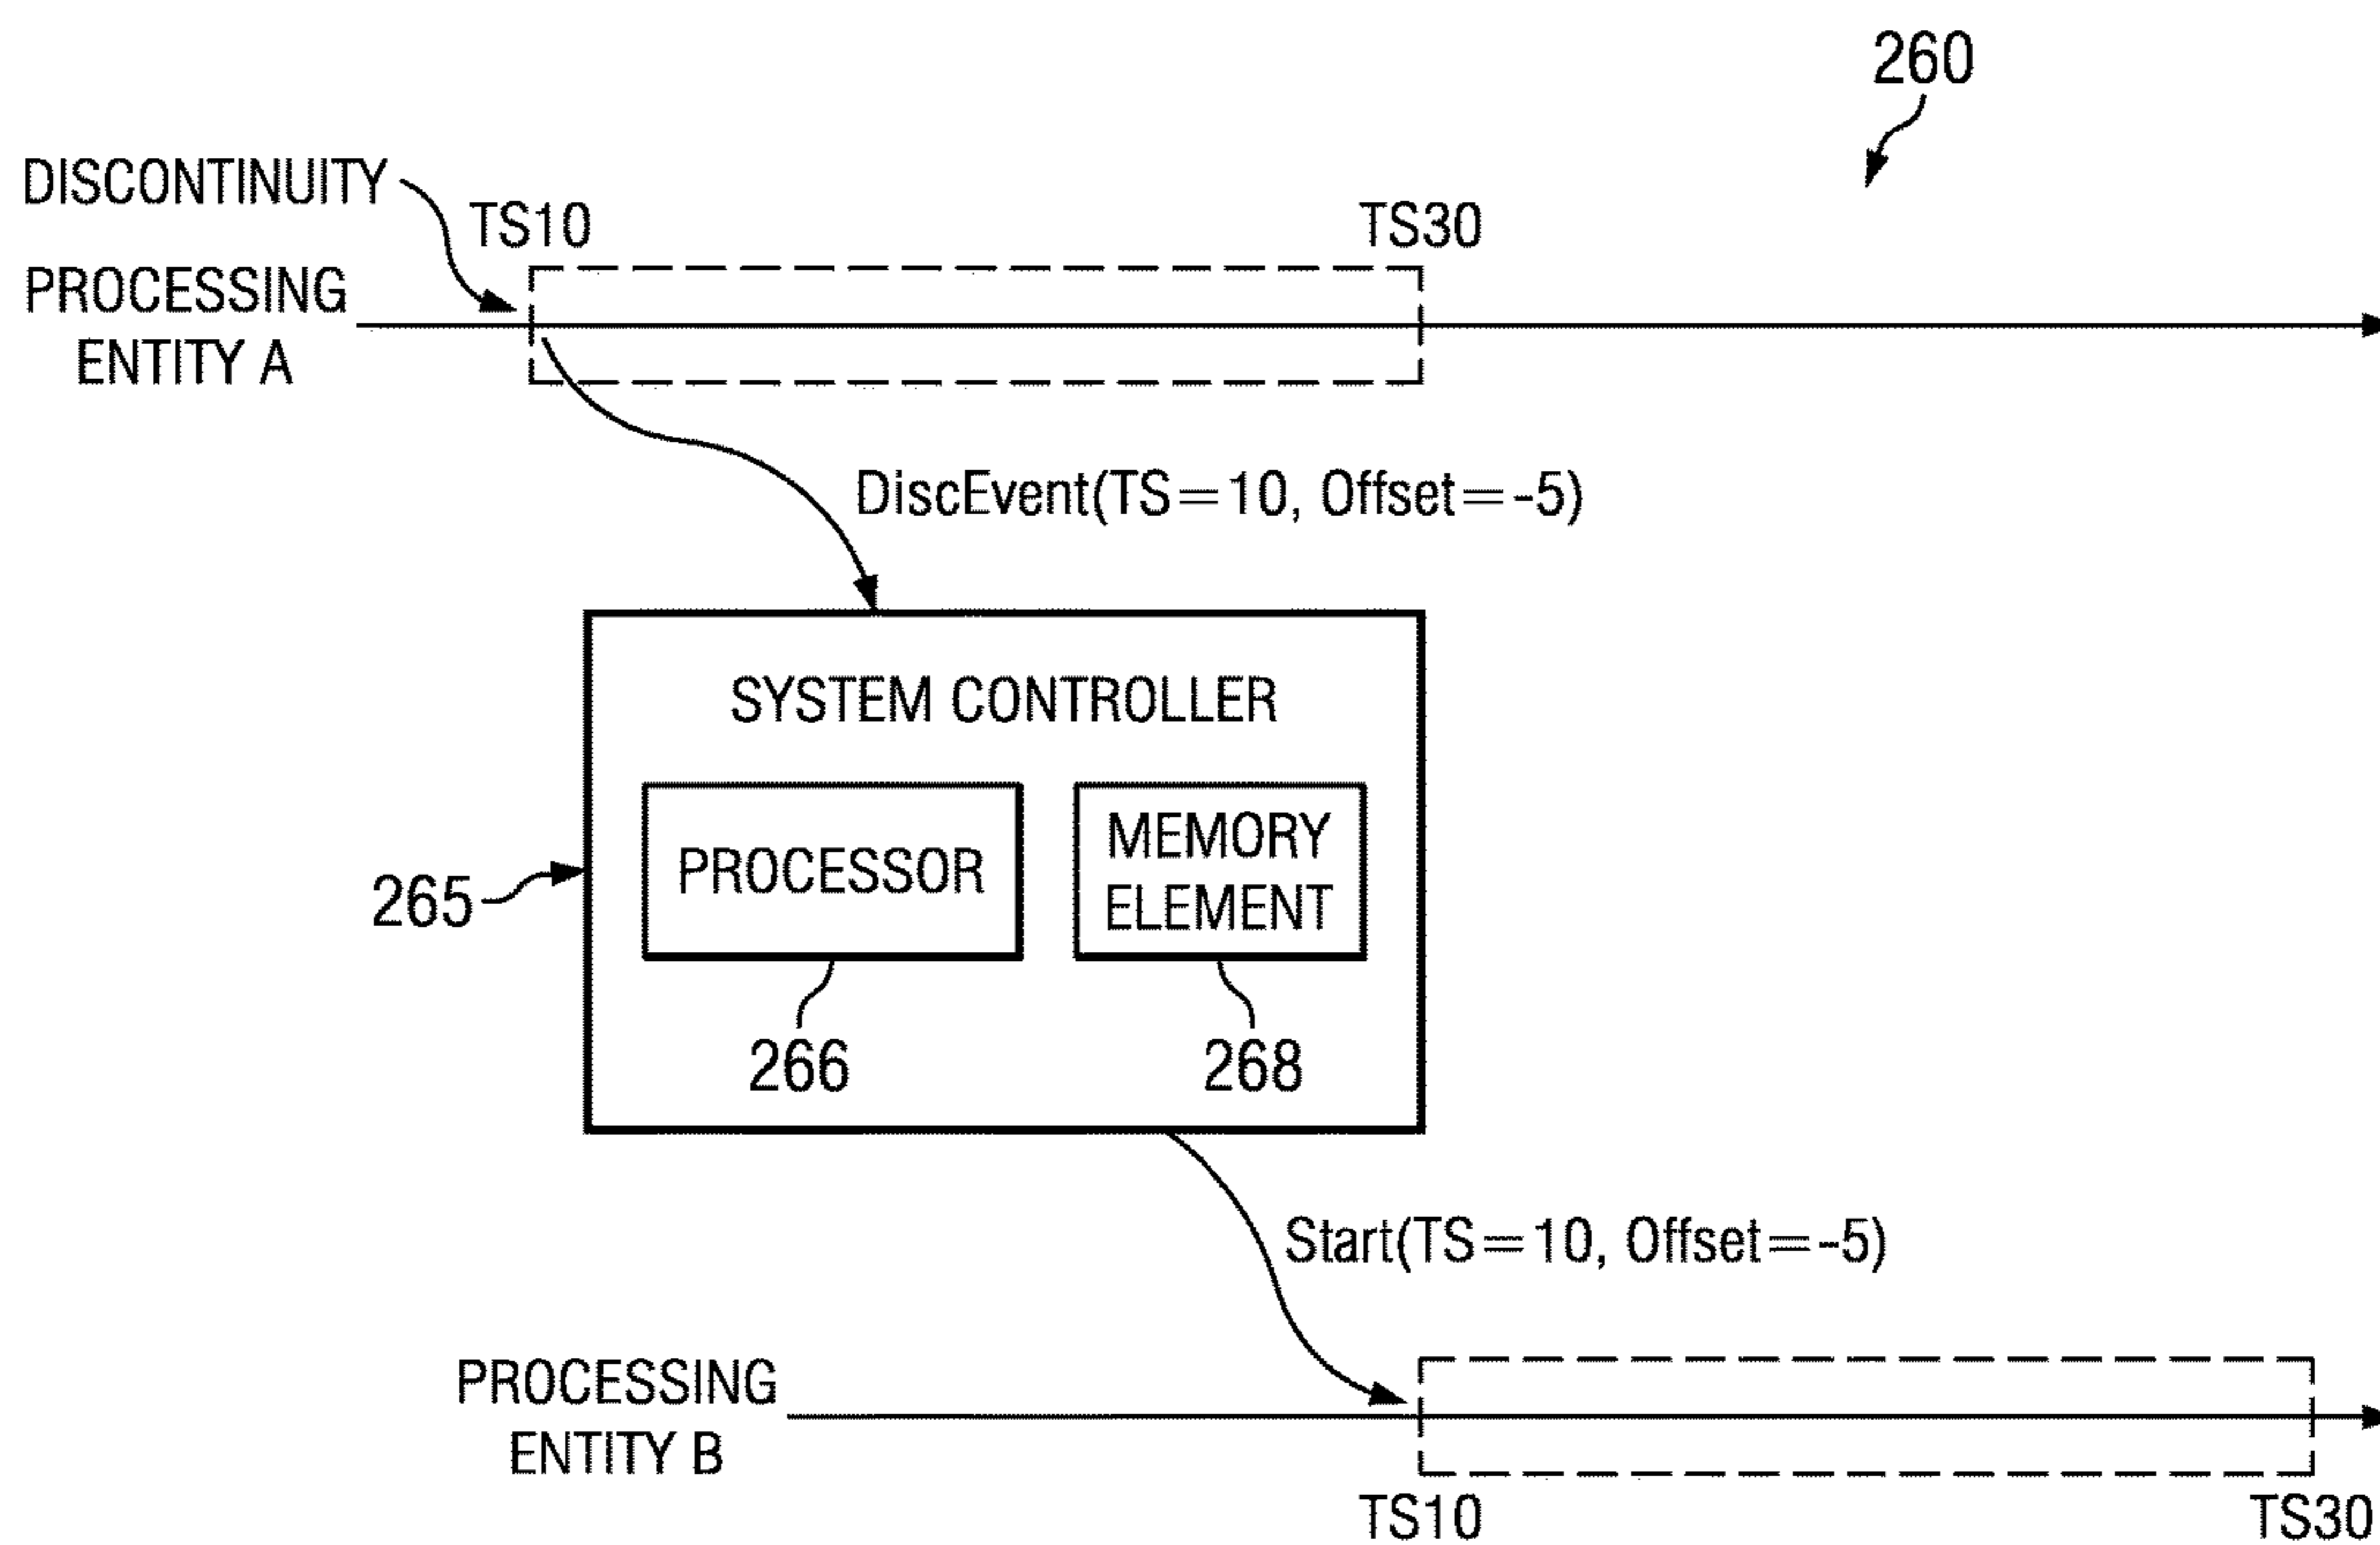 260
DISCONTINUITY
TS10
TS30
PROCESSING
ENTITY A
DiscEvent(TS=10, Offset=-5)
SYSTEM CONTROLLER
PROCESSOR
MEMORY
ELEMENT
265
266
268
Start(TS=10, Offset=-5)
PROCESSING
ENTITY B
TS10
TS30